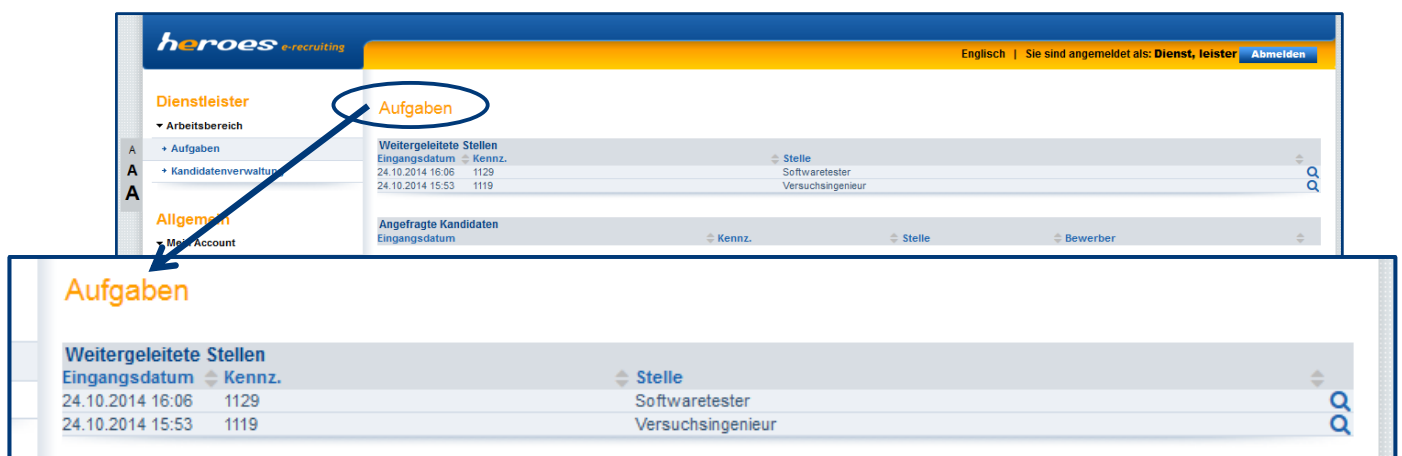 heroes e-recruiting
Englisch | Sie sind angemeldet als: Dienst, leister Abmelden
Dienstleister
Arbeitsbereich
A
Aufgaben
A
Kandidatenverwaltung
A
Allgemein
Mein Account
Aufgaben
Weitergeleitete Stellen
Eingangsdatum Kennz. Stelle
24.10.2014 16:06 1129 Softwaretester
24.10.2014 15:53 1119 Versuchsingenieur
Angefragte Kandidaten
Eingangsdatum Kennz. Stelle Bewerber
Aufgaben
Weitergeleitete Stellen
Eingangsdatum Kennz. Stelle
24.10.2014 16:06 1129 Softwaretester
24.10.2014 15:53 1119 Versuchsingenieur